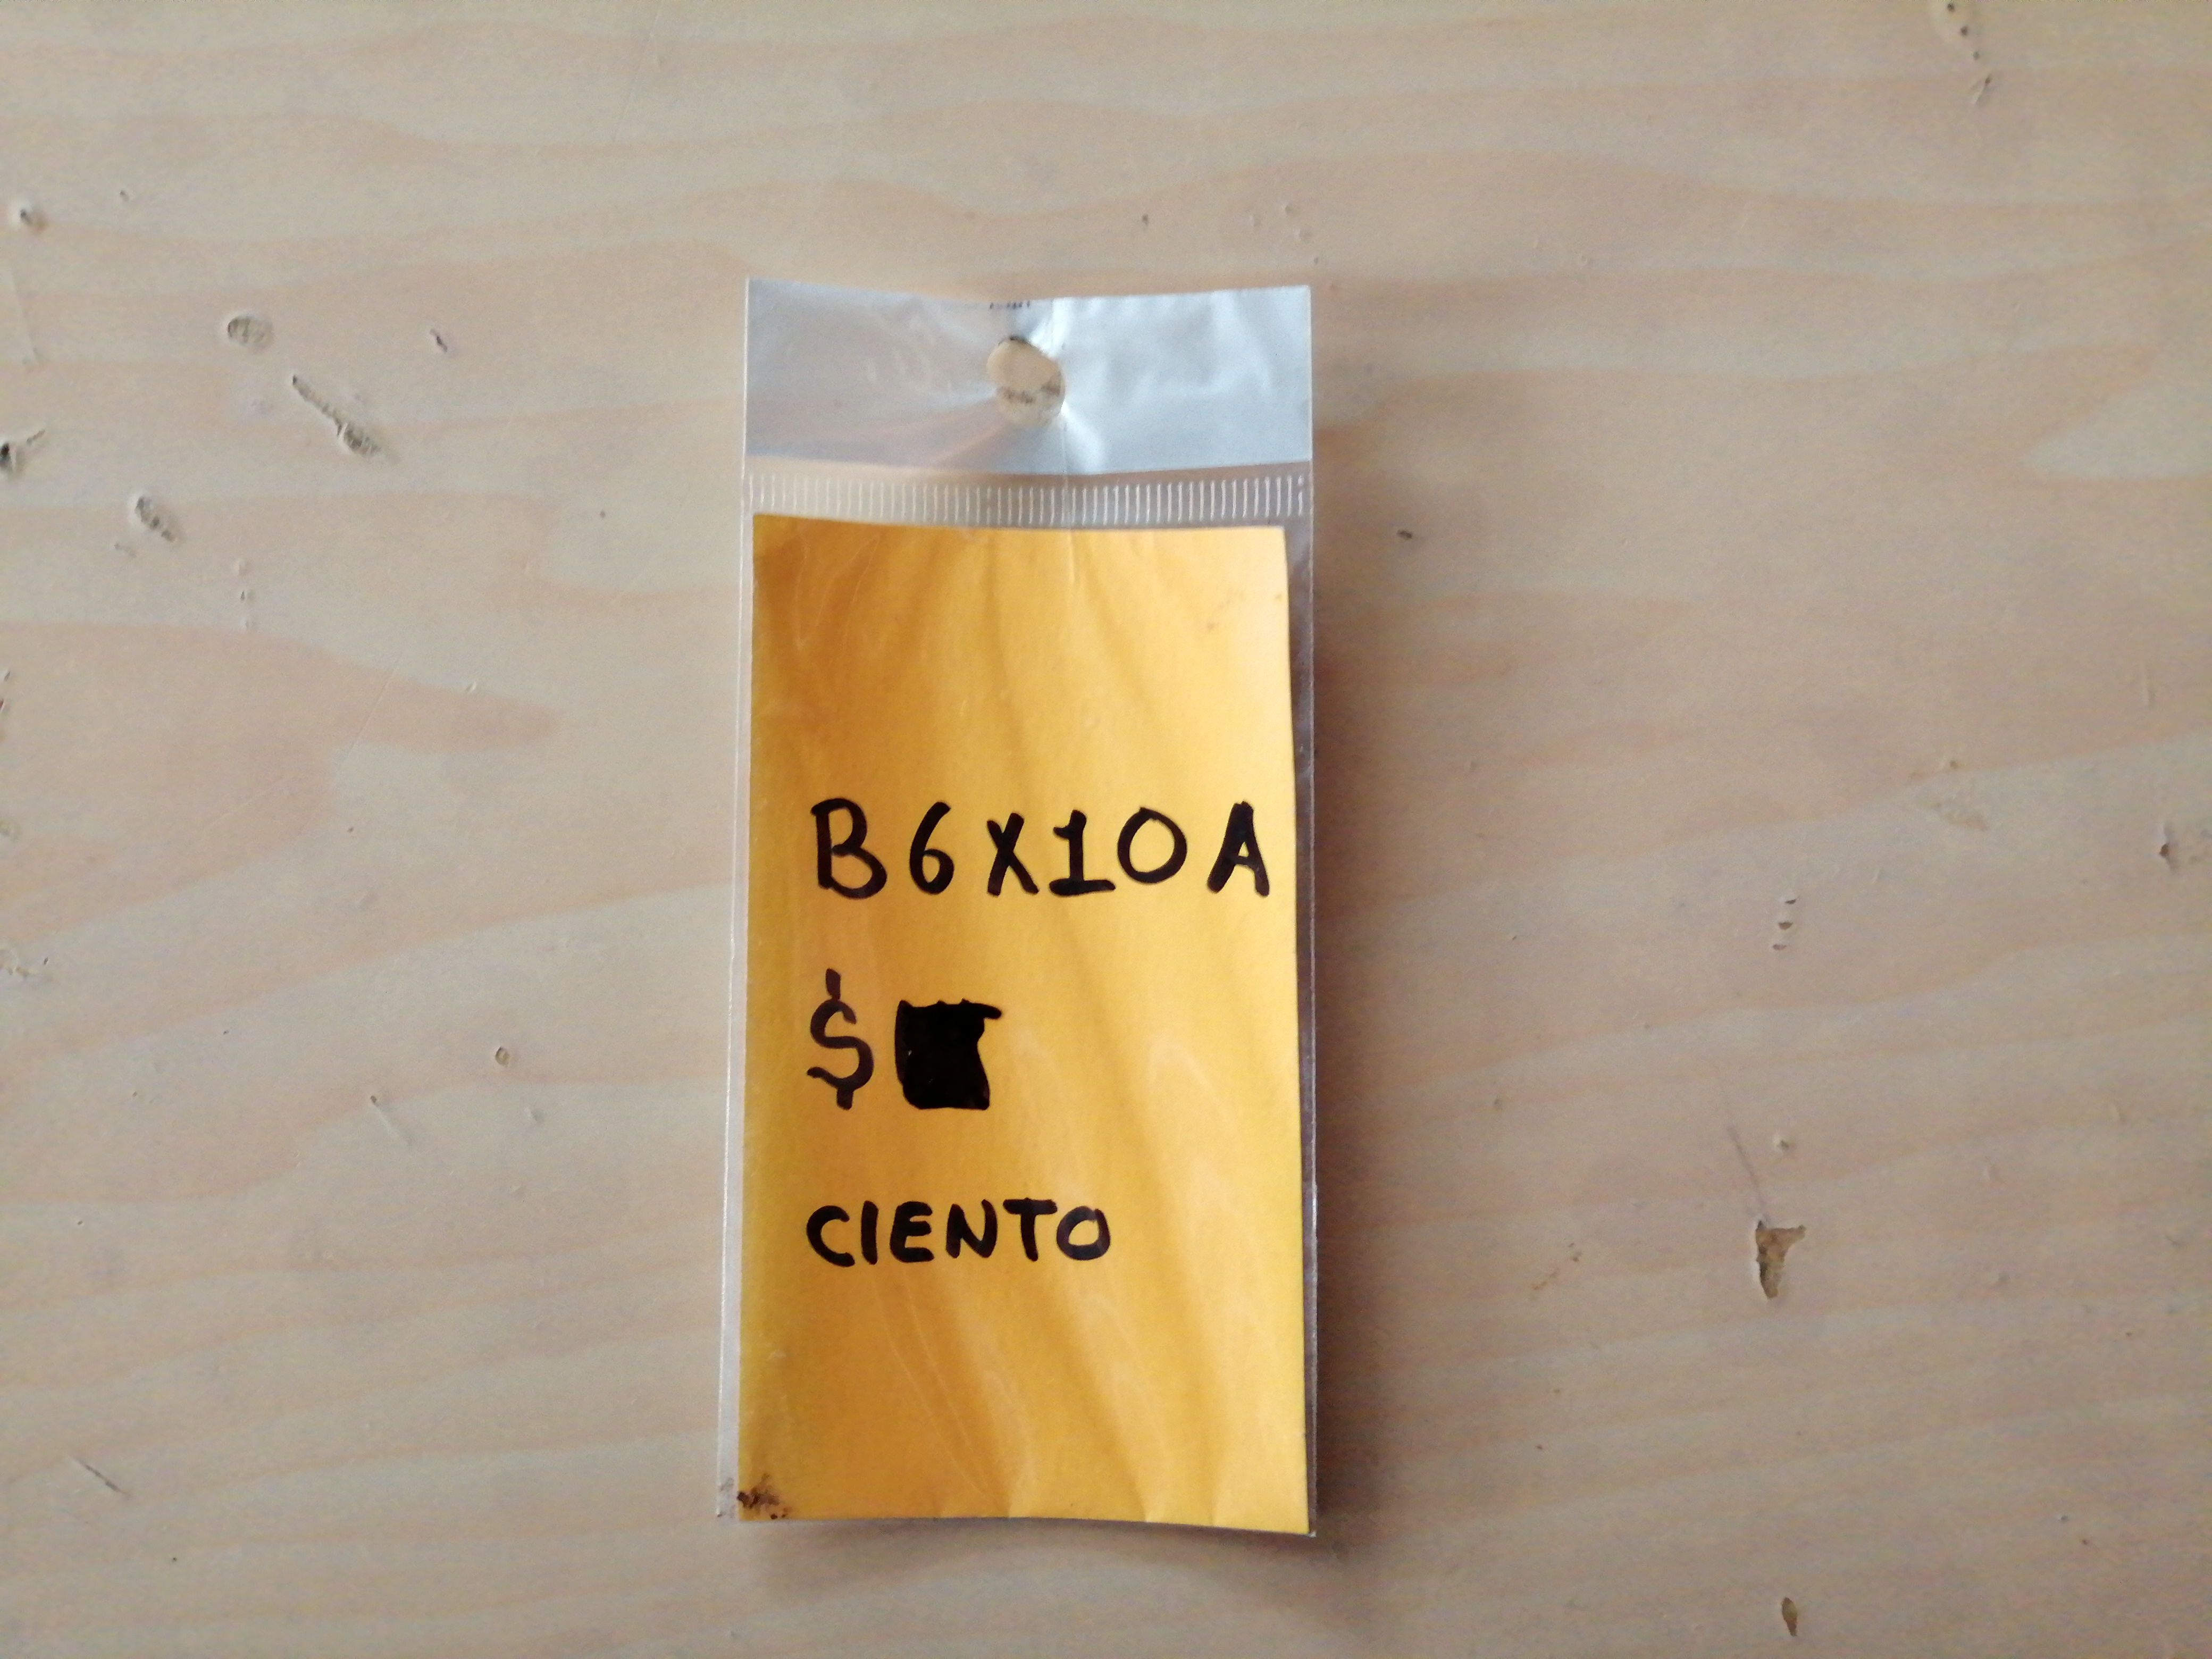 B6X10A
$
CIENTO